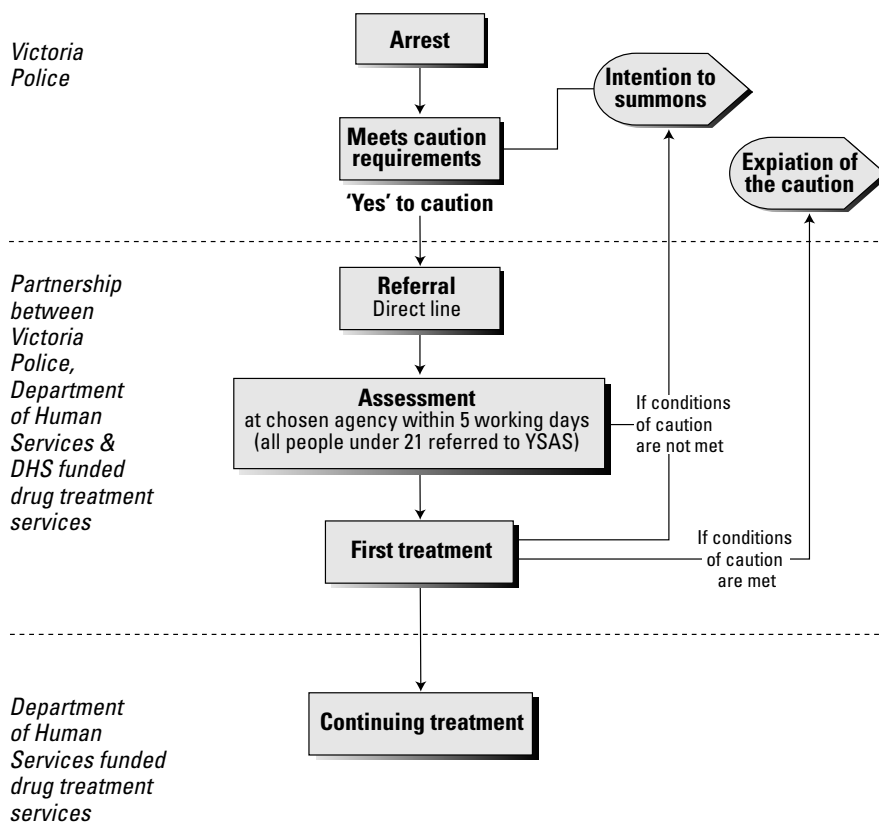 Victoria
Police
Arrest
Intention to
summons
Meets caution
requirements
Expiation of
the caution
‘Yes’ to caution
Partnership
between
Victoria
Police,
Department
of Human
Services &
DHS funded
drug treatment
services
Referral
Direct line
Assessment
at chosen agency within 5 working days
(all people under 21 referred to YSAS)
If conditions
of caution
are not met
First treatment
If conditions
of caution
are met
Department
of Human
Services funded
drug treatment
services
Continuing treatment